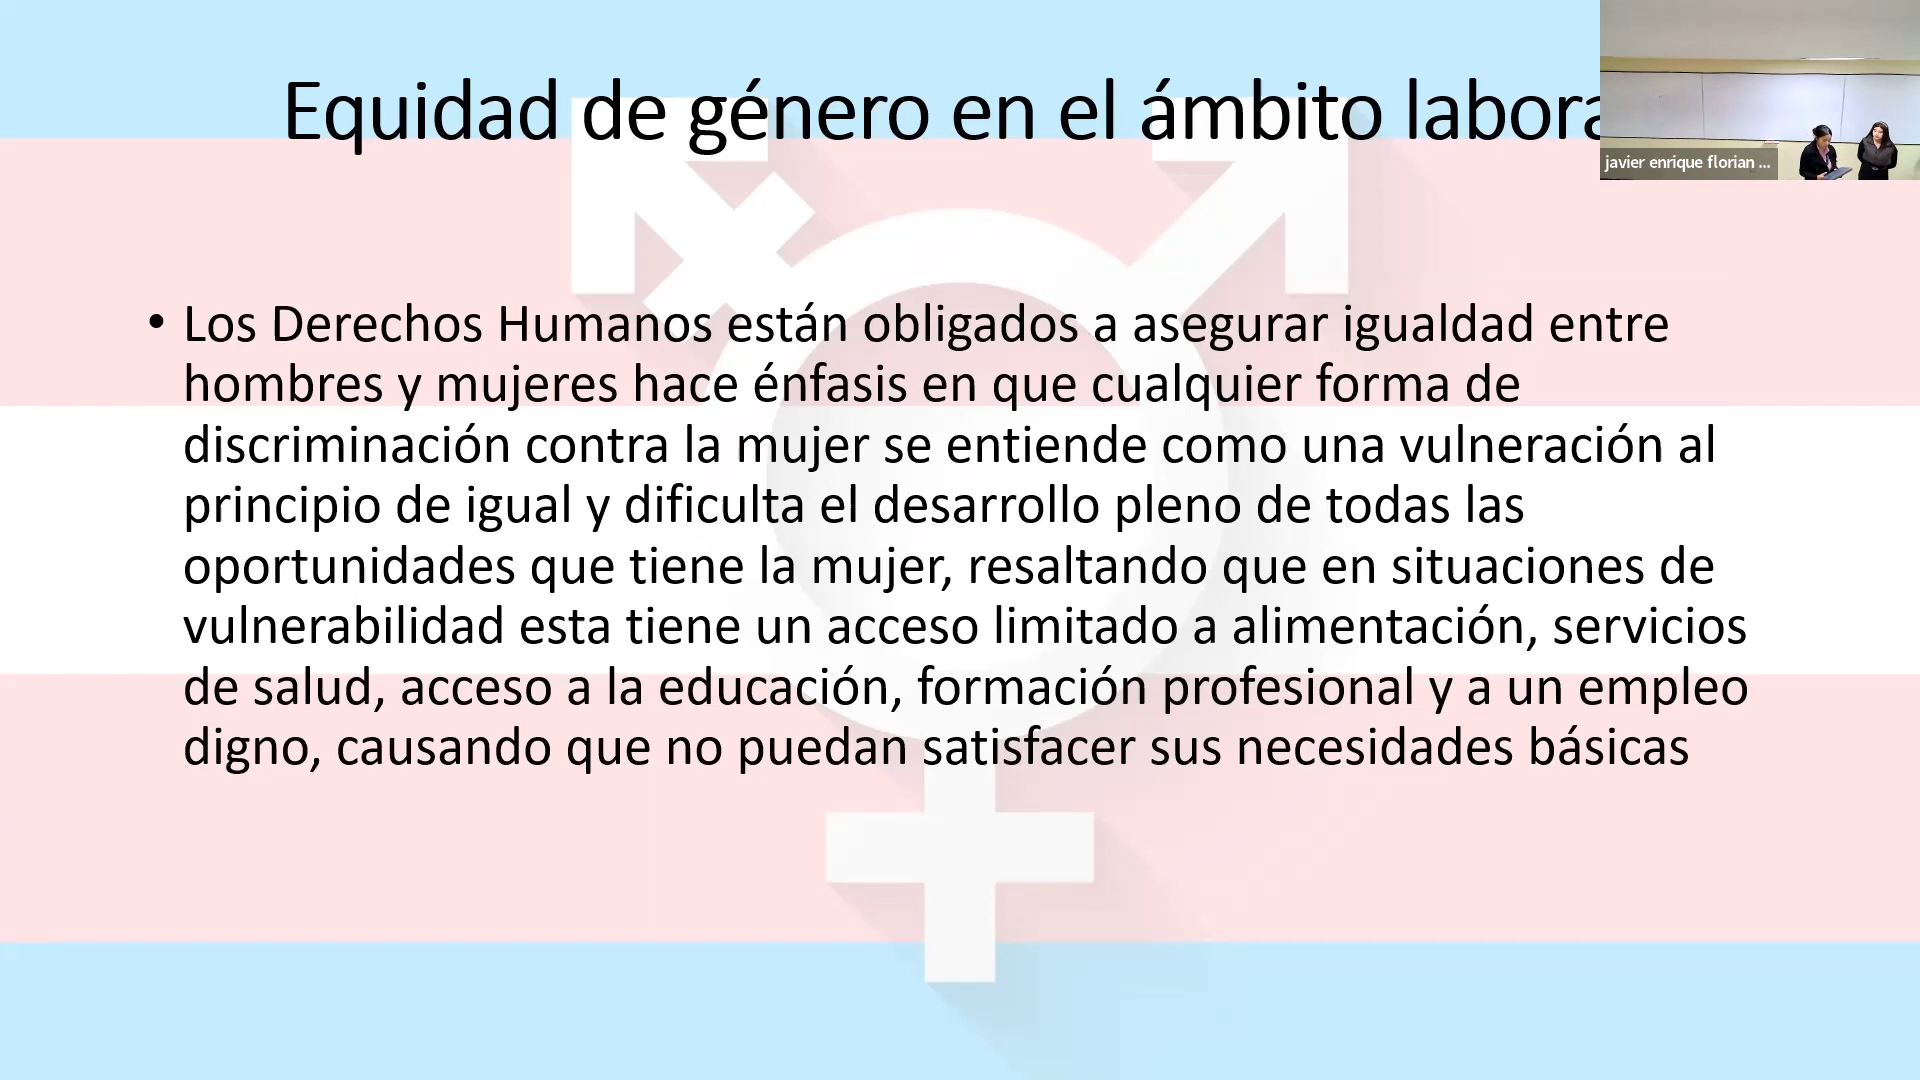 Equidad de género en el ámbito labora
javier enrique florian ...
• Los Derechos Humanos están obligados a asegurar igualdad entre
hombres y mujeres hace énfasis en que cualquier forma de
discriminación contra la mujer se entiende como una vulneración al
principio de igual y dificulta el desarrollo pleno de todas las
oportunidades que tiene la mujer, resaltando que en situaciones de
vulnerabilidad esta tiene un acceso limitado a alimentación, servicios
de salud, acceso a la educación, formación profesional y a un empleo
digno, causando que no puedan satisfacer sus necesidades básicas